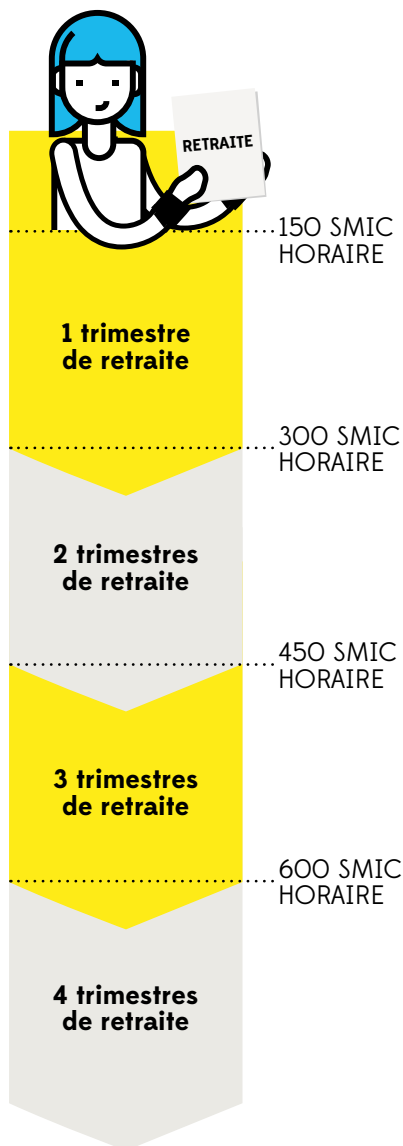 RETRAITE
150 SMIC
HORAIRE
1 trimestre
de retraite
300 SMIC
HORAIRE
2 trimestres
de retraite
450 SMIC
HORAIRE
3 trimestres
de retraite
600 SMIC
HORAIRE
4 trimestres
de retraite